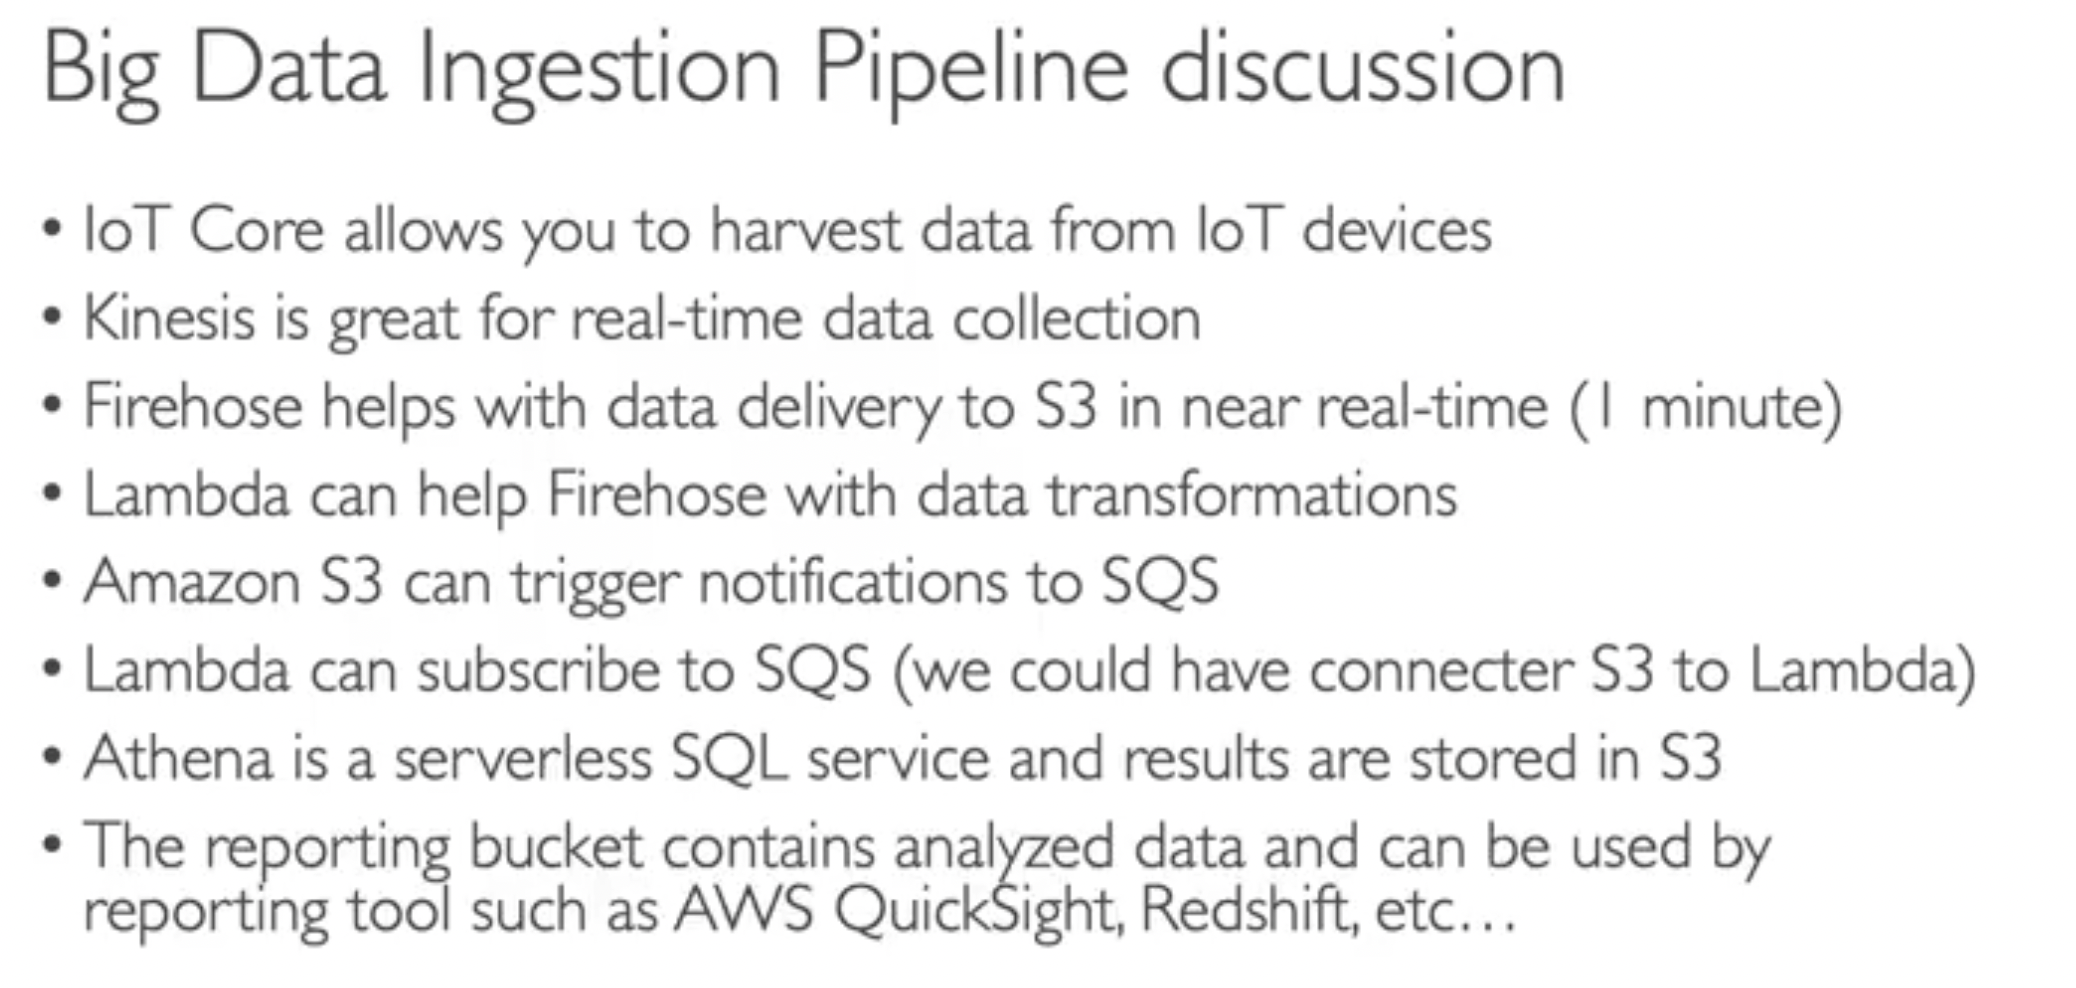 Big Data Ingestion Pipeline discussion
• IoT Core allows you to harvest data from IoT devices
• Kinesis is great for real-time data collection
• Firehose helps with data delivery to S3 in near real-time (1 minute)
• Lambda can help Firehose with data transformations
• Amazon S3 can trigger notifications to SQS
• Lambda can subscribe to SQS (we could have connecter S3 to Lambda)
• Athena is a serverless SQL service and results are stored in S3
• The reporting bucket contains analyzed data and can be used by
reporting tool such as AWS QuickSight, Redshift, etc…